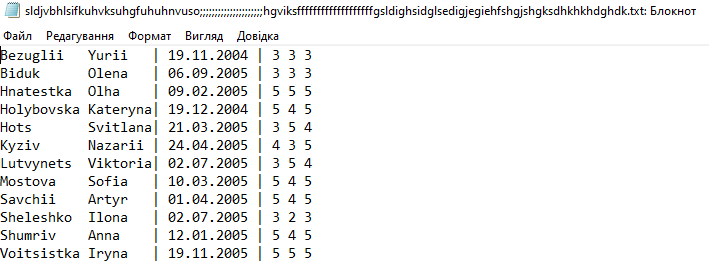 sldjvbhlsifkuhvksuhgfuhuhnvuso;;;;;;;;;;;;;;;;;;;;;hgviksfffffffffffffffffffgsldighsidglsedigjegiehfshgjshgksdhkhkhdghdk.txt: Блокнот
Файл Редагування Формат Вигляд Довідка
Bezuglii Yurii | 19.11.2004 | 3 3 3
Biduk Olena | 06.09.2005 | 3 3 3
Hnatestka Olha | 09.02.2005 | 5 5 5
Holybovska Kateryna| 19.12.2004 | 5 4 5
Hots Svitlana| 21.03.2005 | 3 5 4
Kyziv Nazarii | 24.04.2005 | 4 3 5
Lutvynets Viktoria| 02.07.2005 | 3 5 4
Mostova Sofia | 10.03.2005 | 5 4 5
Savchii Artyr | 01.04.2005 | 5 4 5
Sheleshko Ilona | 02.07.2005 | 3 2 3
Shumriv Anna | 12.01.2005 | 5 4 5
Voitsistka Iryna | 19.11.2005 | 5 5 5